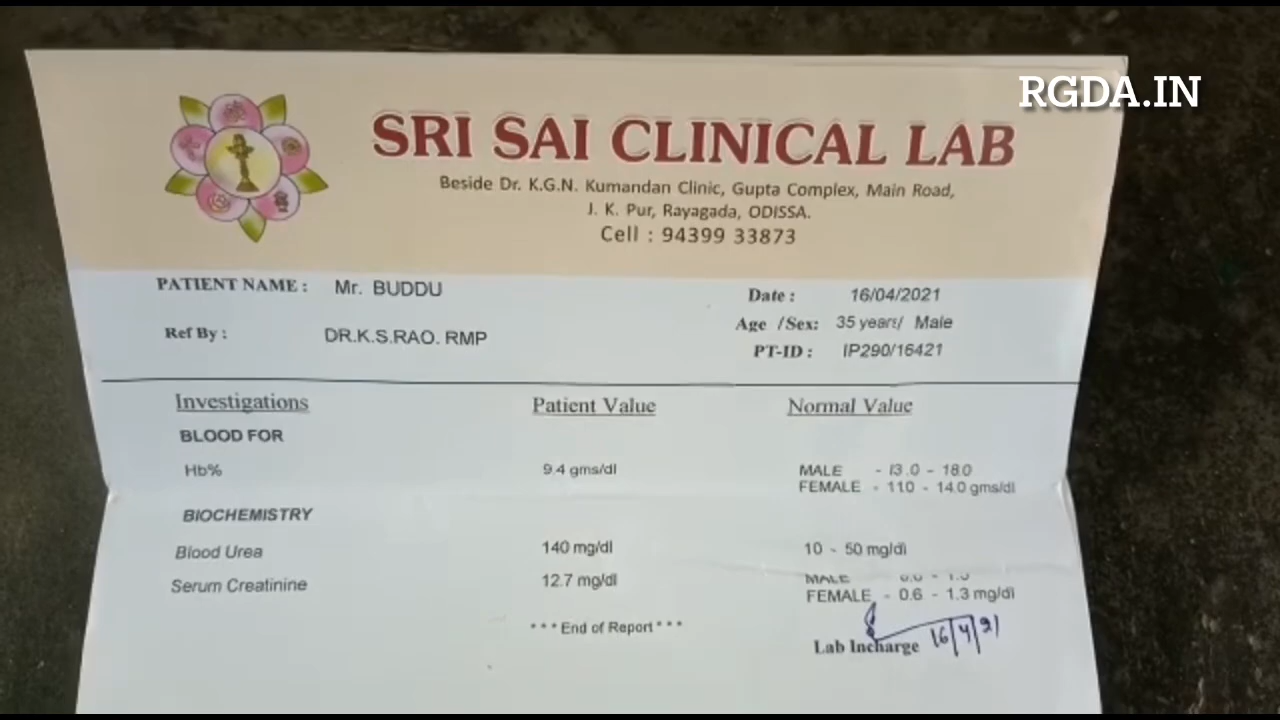 RGDA.IN
SRI SAI CLINICAL LAB
Beside Dr. K.G.N. Kumandan Clinic, Gupta Complex, Main Road,
J. K. Pur, Rayagada, ODISSA.
Cell : 94399 33873
PATIENT NAME : Mr. BUDDU
Date : 16/04/2021
Ref By : DR.K.S.RAO. RMP
Age /Sex: 35 years/ Male
PT-ID : IP290/16421
Investigations Patient Value Normal Value
BLOOD FOR
Hb% 9.4 gms/dl MALE - 13.0 - 18.0
FEMALE - 11.0 - 14.0 gms/dl
BIOCHEMISTRY
Blood Urea 140 mg/dl 10 - 50 mg/dl
Serum Creatinine 12.7 mg/dl MALE
FEMALE - 0.6 - 1.3 mg/dl
***End of Report***
Lab Incharge 16/4/21